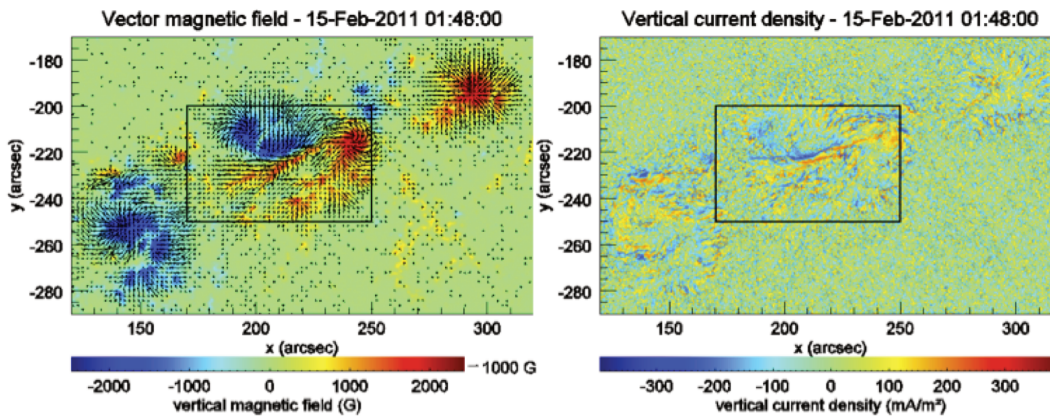 Vector magnetic field - 15-Feb-2011 01:48:00
-180
-200
-220
-240
-260
-280
y (arcsec)
150 200 250 300
x (arcsec)
-2000 -1000 0 1000 2000
1000 G
vertical magnetic field (G)
Vertical current density - 15-Feb-2011 01:48:00
-180
-200
-220
-240
-260
-280
y (arcsec)
150 200 250 300
x (arcsec)
-300 -200 -100 0 100 200 300
vertical current density (mA/m²)